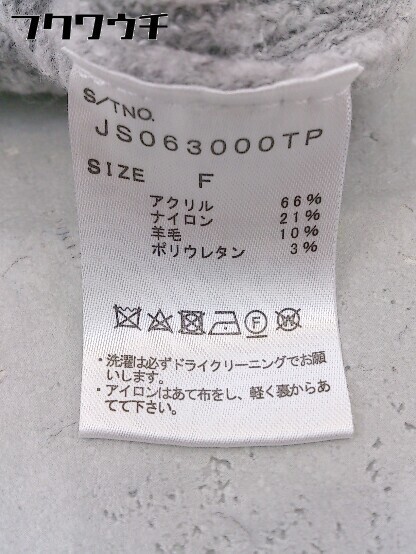 フクワウチ
S/TNO.
JS063000TP
SIZE F
アクリル 66%
ナイロン 21%
羊毛 10%
ポリウレタン 3%
F W
・洗濯は必ずドライクリーニングでお願
いします。
・アイロンはあて布をし、軽く裏からあ
てて下さい。